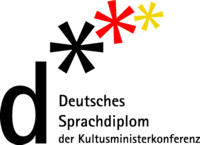 d
Deutsches
Sprachdiplom
der Kultusministerkonferenz